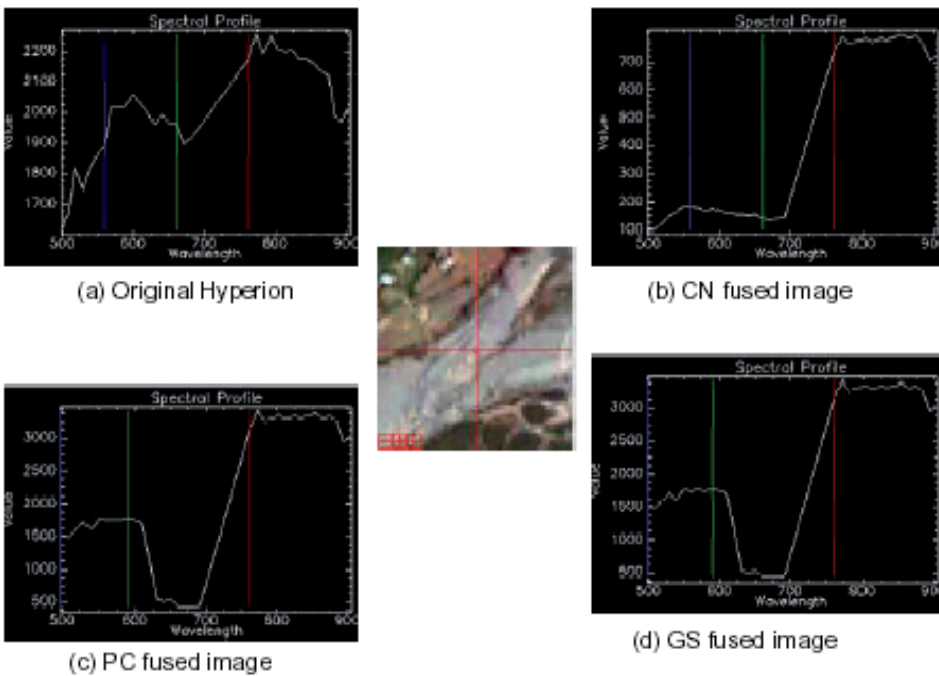 Spectral Profile
Value
2200
2100
2000
1900
1800
1700
500 600 700 800 900
Wavelength
(a) Original Hyperion
Spectral Profile
Value
700
600
500
400
300
200
100
500 600 700 800 900
Wavelength
(b) CN fused image
Spectral Profile
Value
3000
2500
2000
1500
1000
500
500 600 700 800 900
Wavelength
(c) PC fused image
Spectral Profile
Value
3000
2500
2000
1500
1000
500
500 600 700 800 900
Wavelength
(d) GS fused image